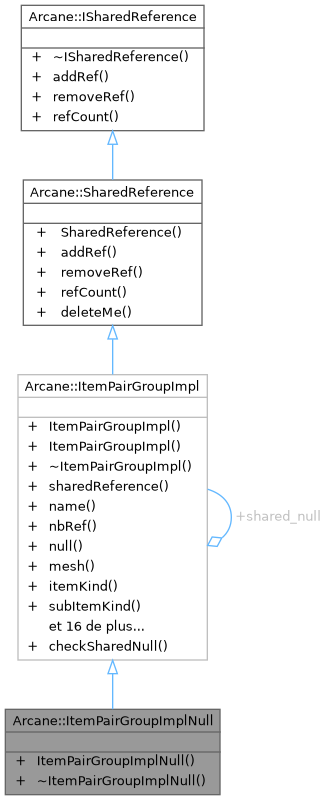 Arcane::ISharedReference
+ ~ISharedReference()
+ addRef()
+ removeRef()
+ refCount()
Arcane::SharedReference
+ SharedReference()
+ addRef()
+ removeRef()
+ refCount()
+ deleteMe()
Arcane::ItemPairGroupImpl
+ ItemPairGroupImpl()
+ ItemPairGroupImpl()
+ ~ItemPairGroupImpl()
+ sharedReference()
+ name()
+ nbRef()
+ null()
+ mesh()
+ itemKind()
+ subItemKind()
et 16 de plus...
+ checkSharedNull()
+shared_null
Arcane::ItemPairGroupImplNull
+ ItemPairGroupImplNull()
+ ~ItemPairGroupImplNull()